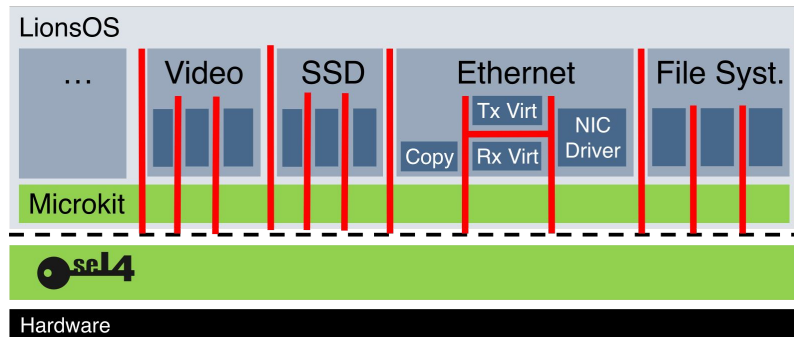 LionsOS
...
Video
SSD
Ethernet
File Syst.
Tx Virt
NIC
Driver
Copy
Rx Virt
Microkit
seL4
Hardware